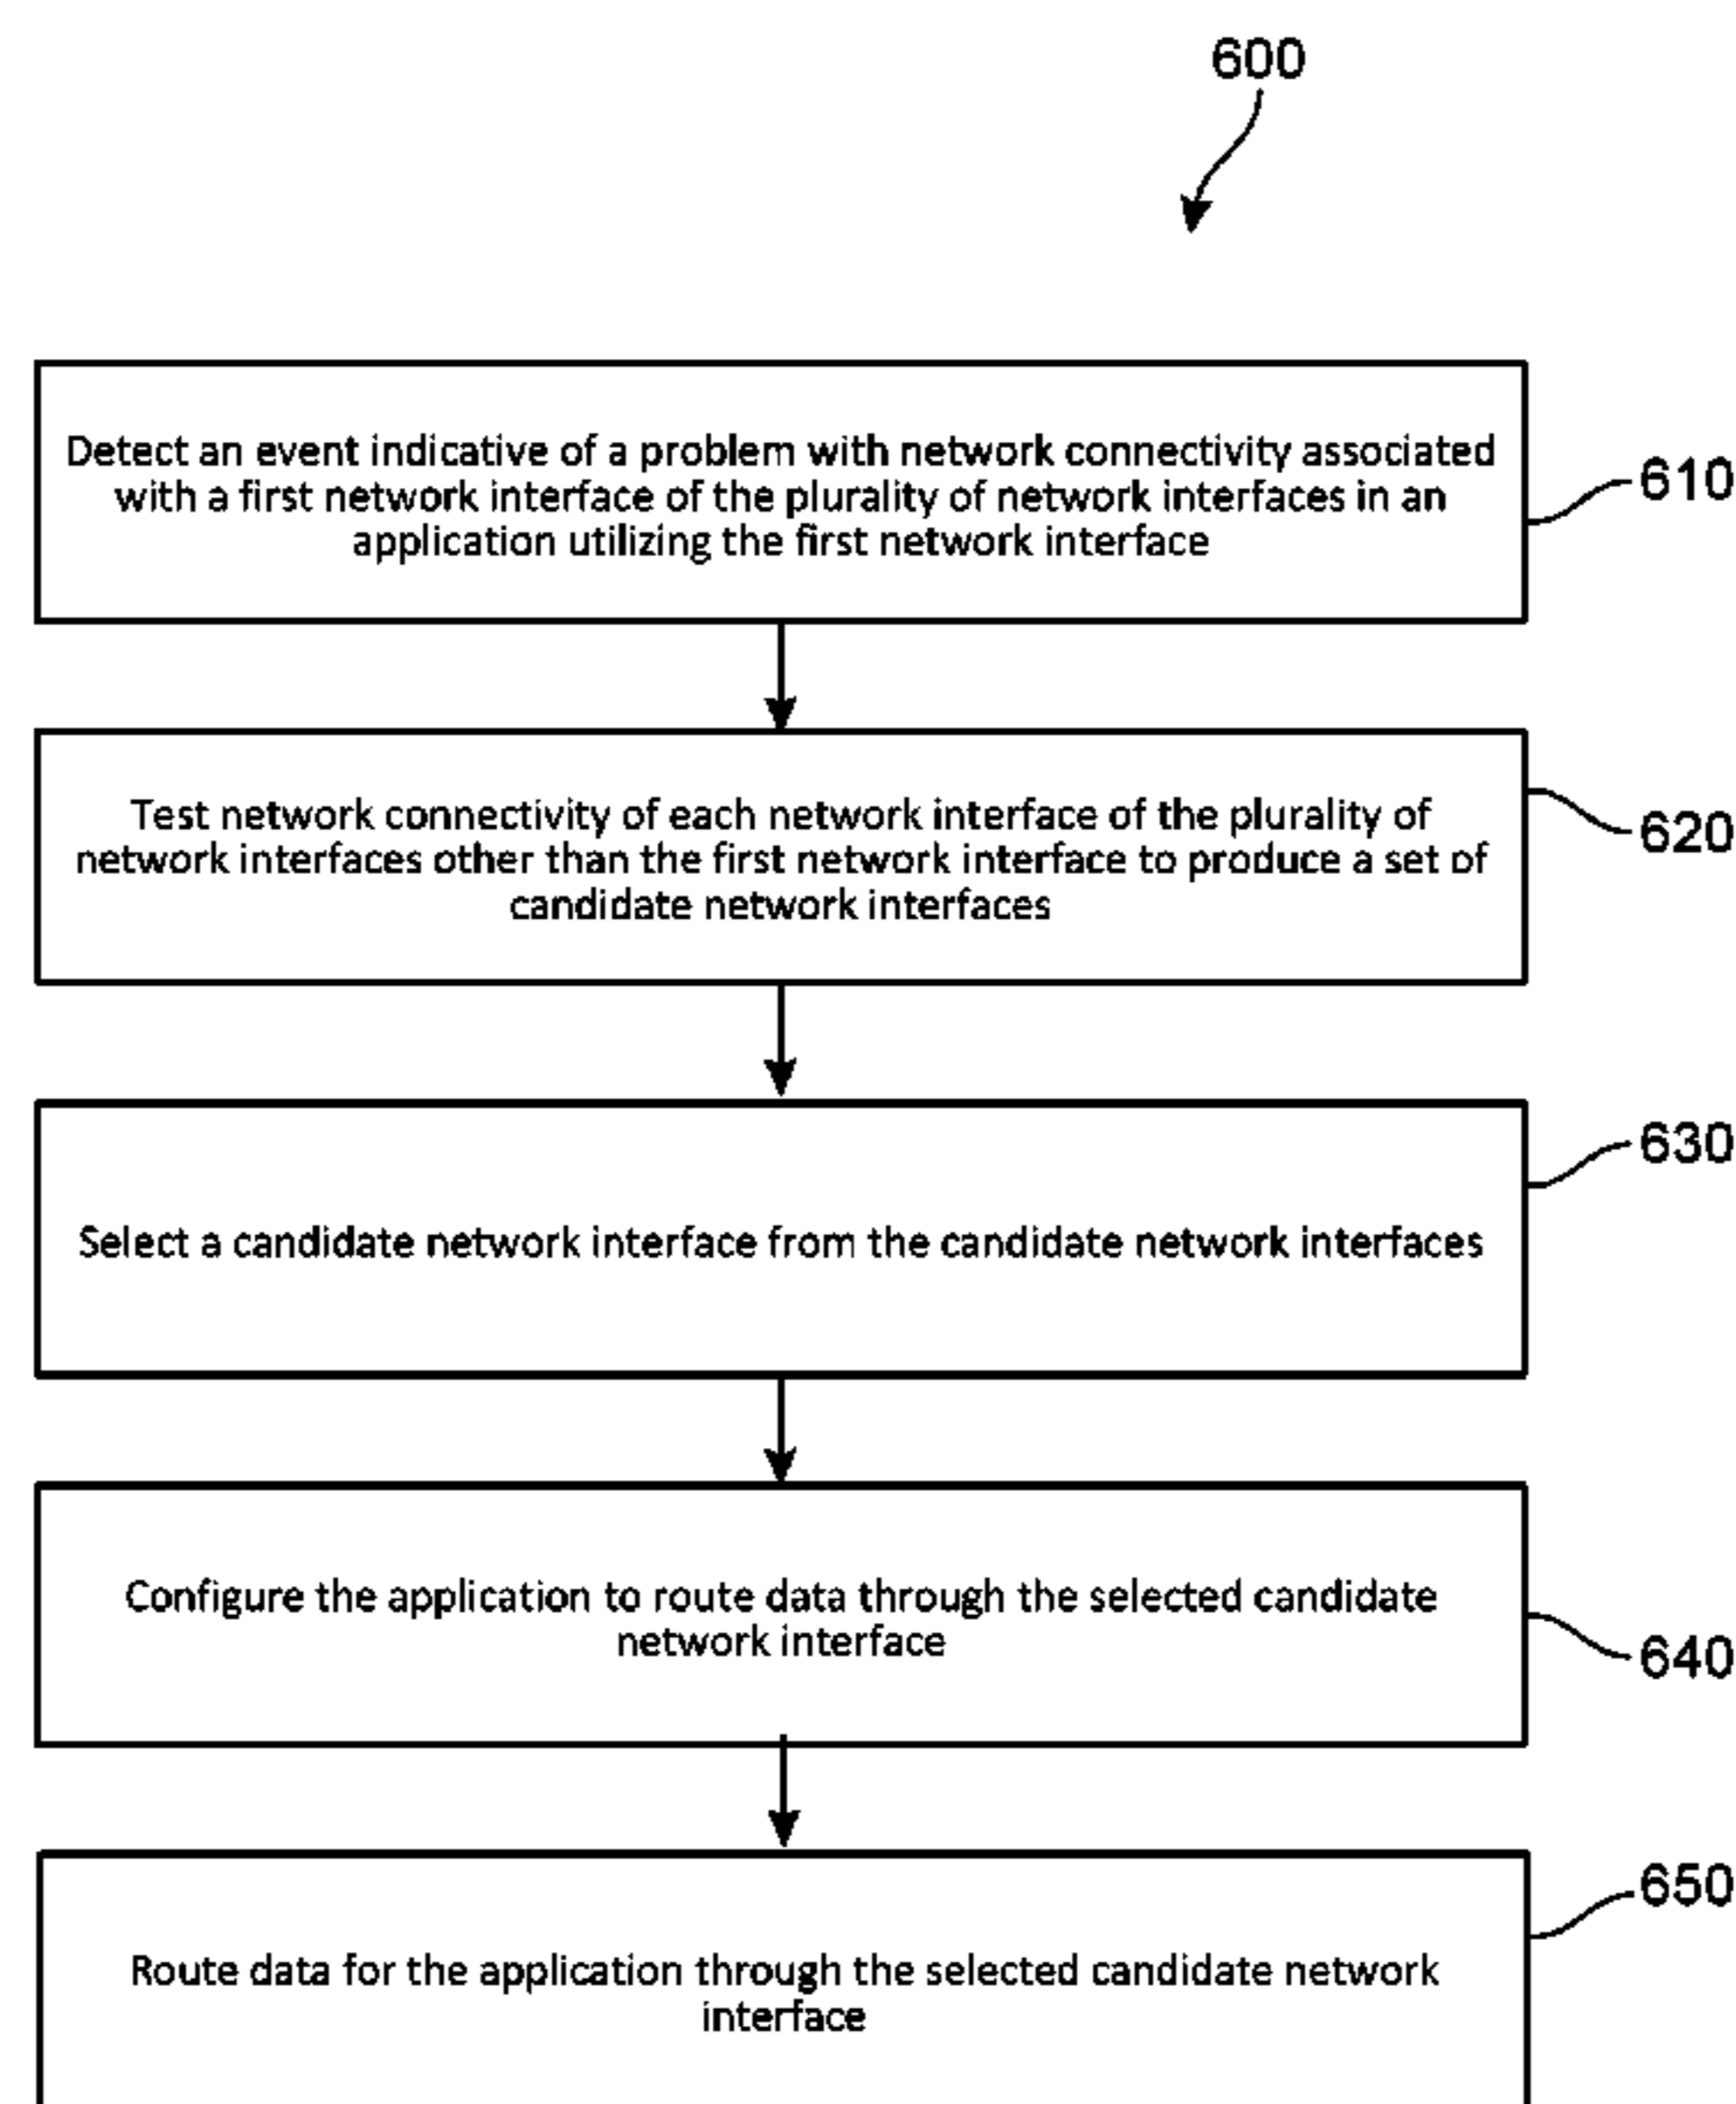 600
Detect an event indicative of a problem with network connectivity associated
with a first network interface of the plurality of network interfaces in an
application utilizing the first network interface
610
Test network connectivity of each network interface of the plurality of
network interfaces other than the first network interface to produce a set of
candidate network interfaces
620
Select a candidate network interface from the candidate network interfaces
630
Configure the application to route data through the selected candidate
network interface
640
Route data for the application through the selected candidate network
interface
650